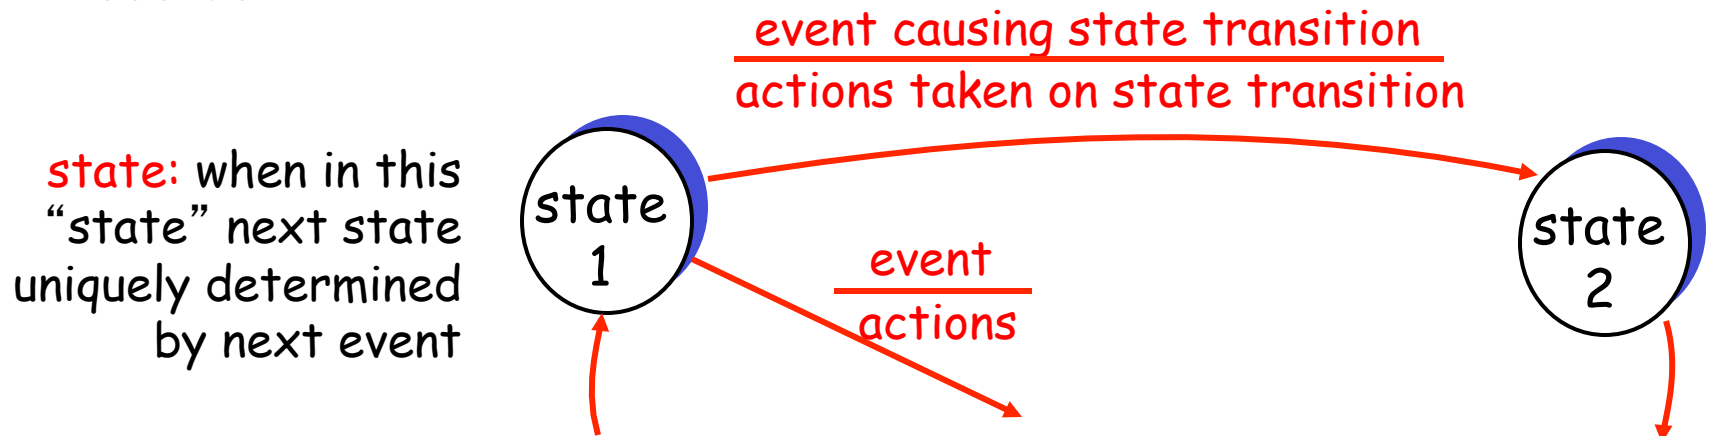 event causing state transition
actions taken on state transition
state: when in this
“state” next state
uniquely determined
by next event
state
1
event
actions
state
2